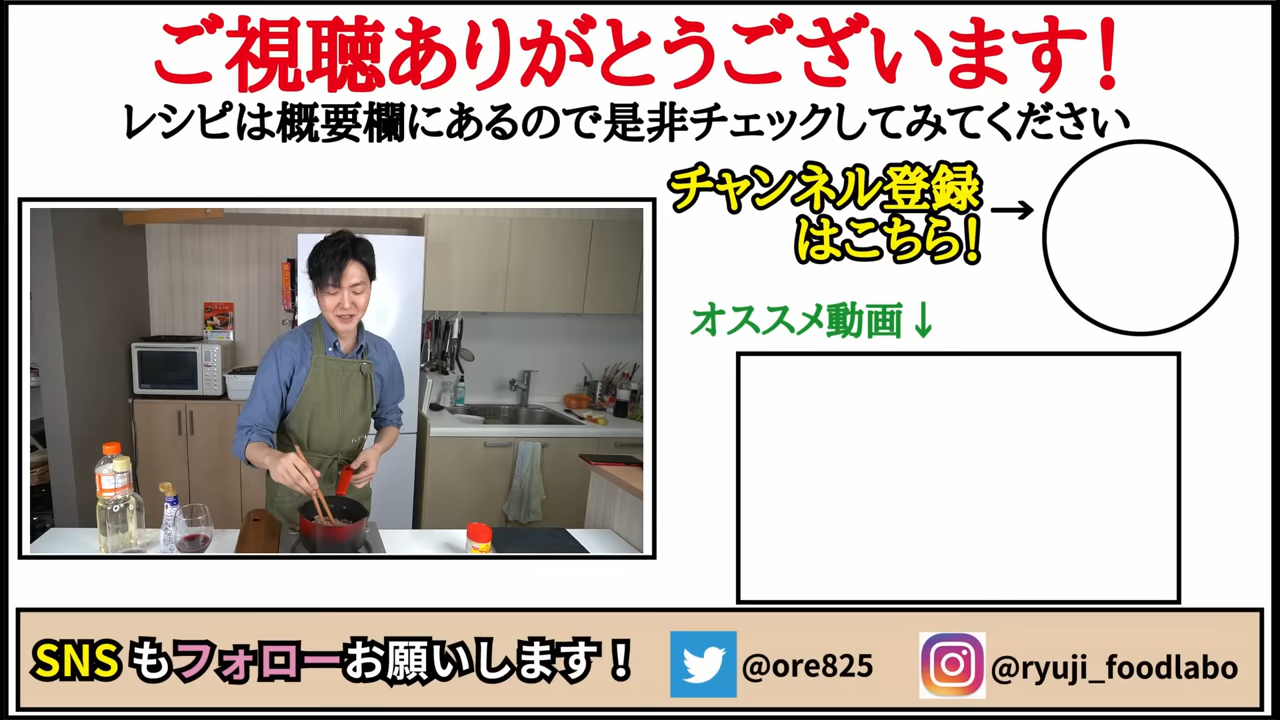 ご視聴ありがとうございます!
レシピは概要欄にあるので是非チェックしてみてください
チャンネル登録 →
はこちら!
オススメ動画↓
SNSもフォローお願いします!
@ore825
@ryuji_foodlabo